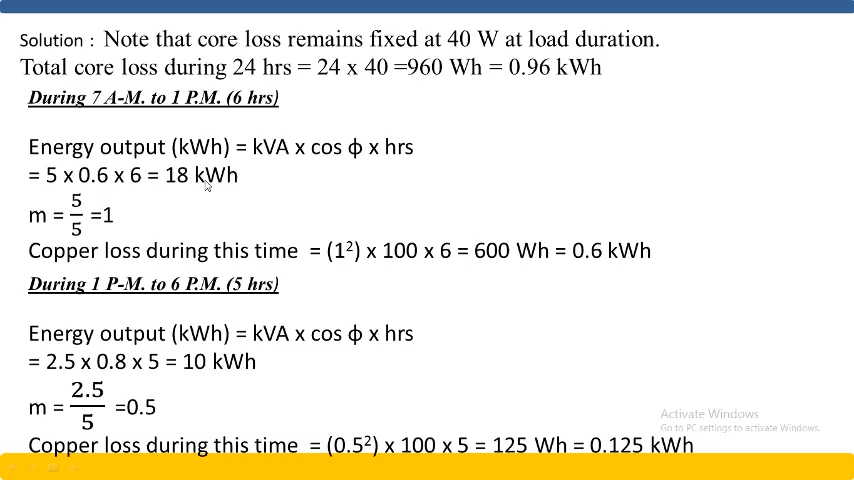 Solution : Note that core loss remains fixed at 40 W at load duration.
Total core loss during 24 hrs = 24 x 40 =960 Wh = 0.96 kWh
During 7 A-M. to 1 P.M. (6 hrs)
Energy output (kWh) = kVA x cos ϕ x hrs
= 5 x 0.6 x 6 = 18 kWh
m = 5/5 =1
Copper loss during this time = (1²) x 100 x 6 = 600 Wh = 0.6 kWh
During 1 P-M. to 6 P.M. (5 hrs)
Energy output (kWh) = kVA x cos ϕ x hrs
= 2.5 x 0.8 x 5 = 10 kWh
m = 2.5/5 =0.5
Copper loss during this time = (0.5²) x 100 x 5 = 125 Wh = 0.125 kWh
Activate Windows
Go to PC settings to activate Windows.